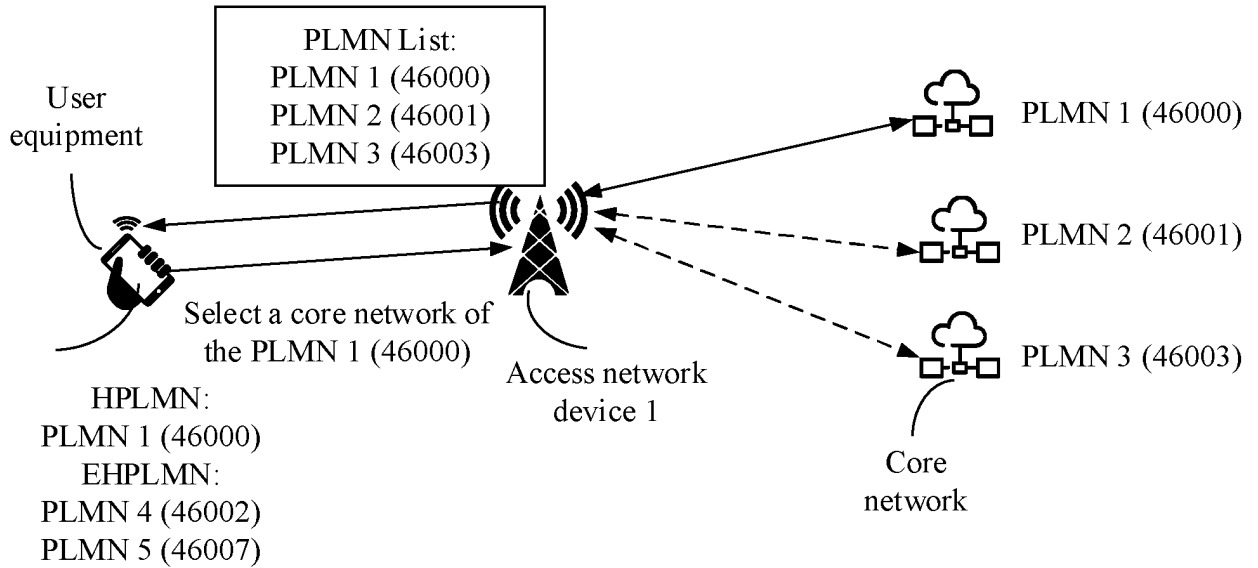 PLMN List:
PLMN 1 (46000)
PLMN 2 (46001)
PLMN 3 (46003)
User
equipment
Select a core network of
the PLMN 1 (46000)
HPLMN:
PLMN 1 (46000)
EHPLMN:
PLMN 4 (46002)
PLMN 5 (46007)
Access network
device 1
PLMN 1 (46000)
PLMN 2 (46001)
PLMN 3 (46003)
Core
network